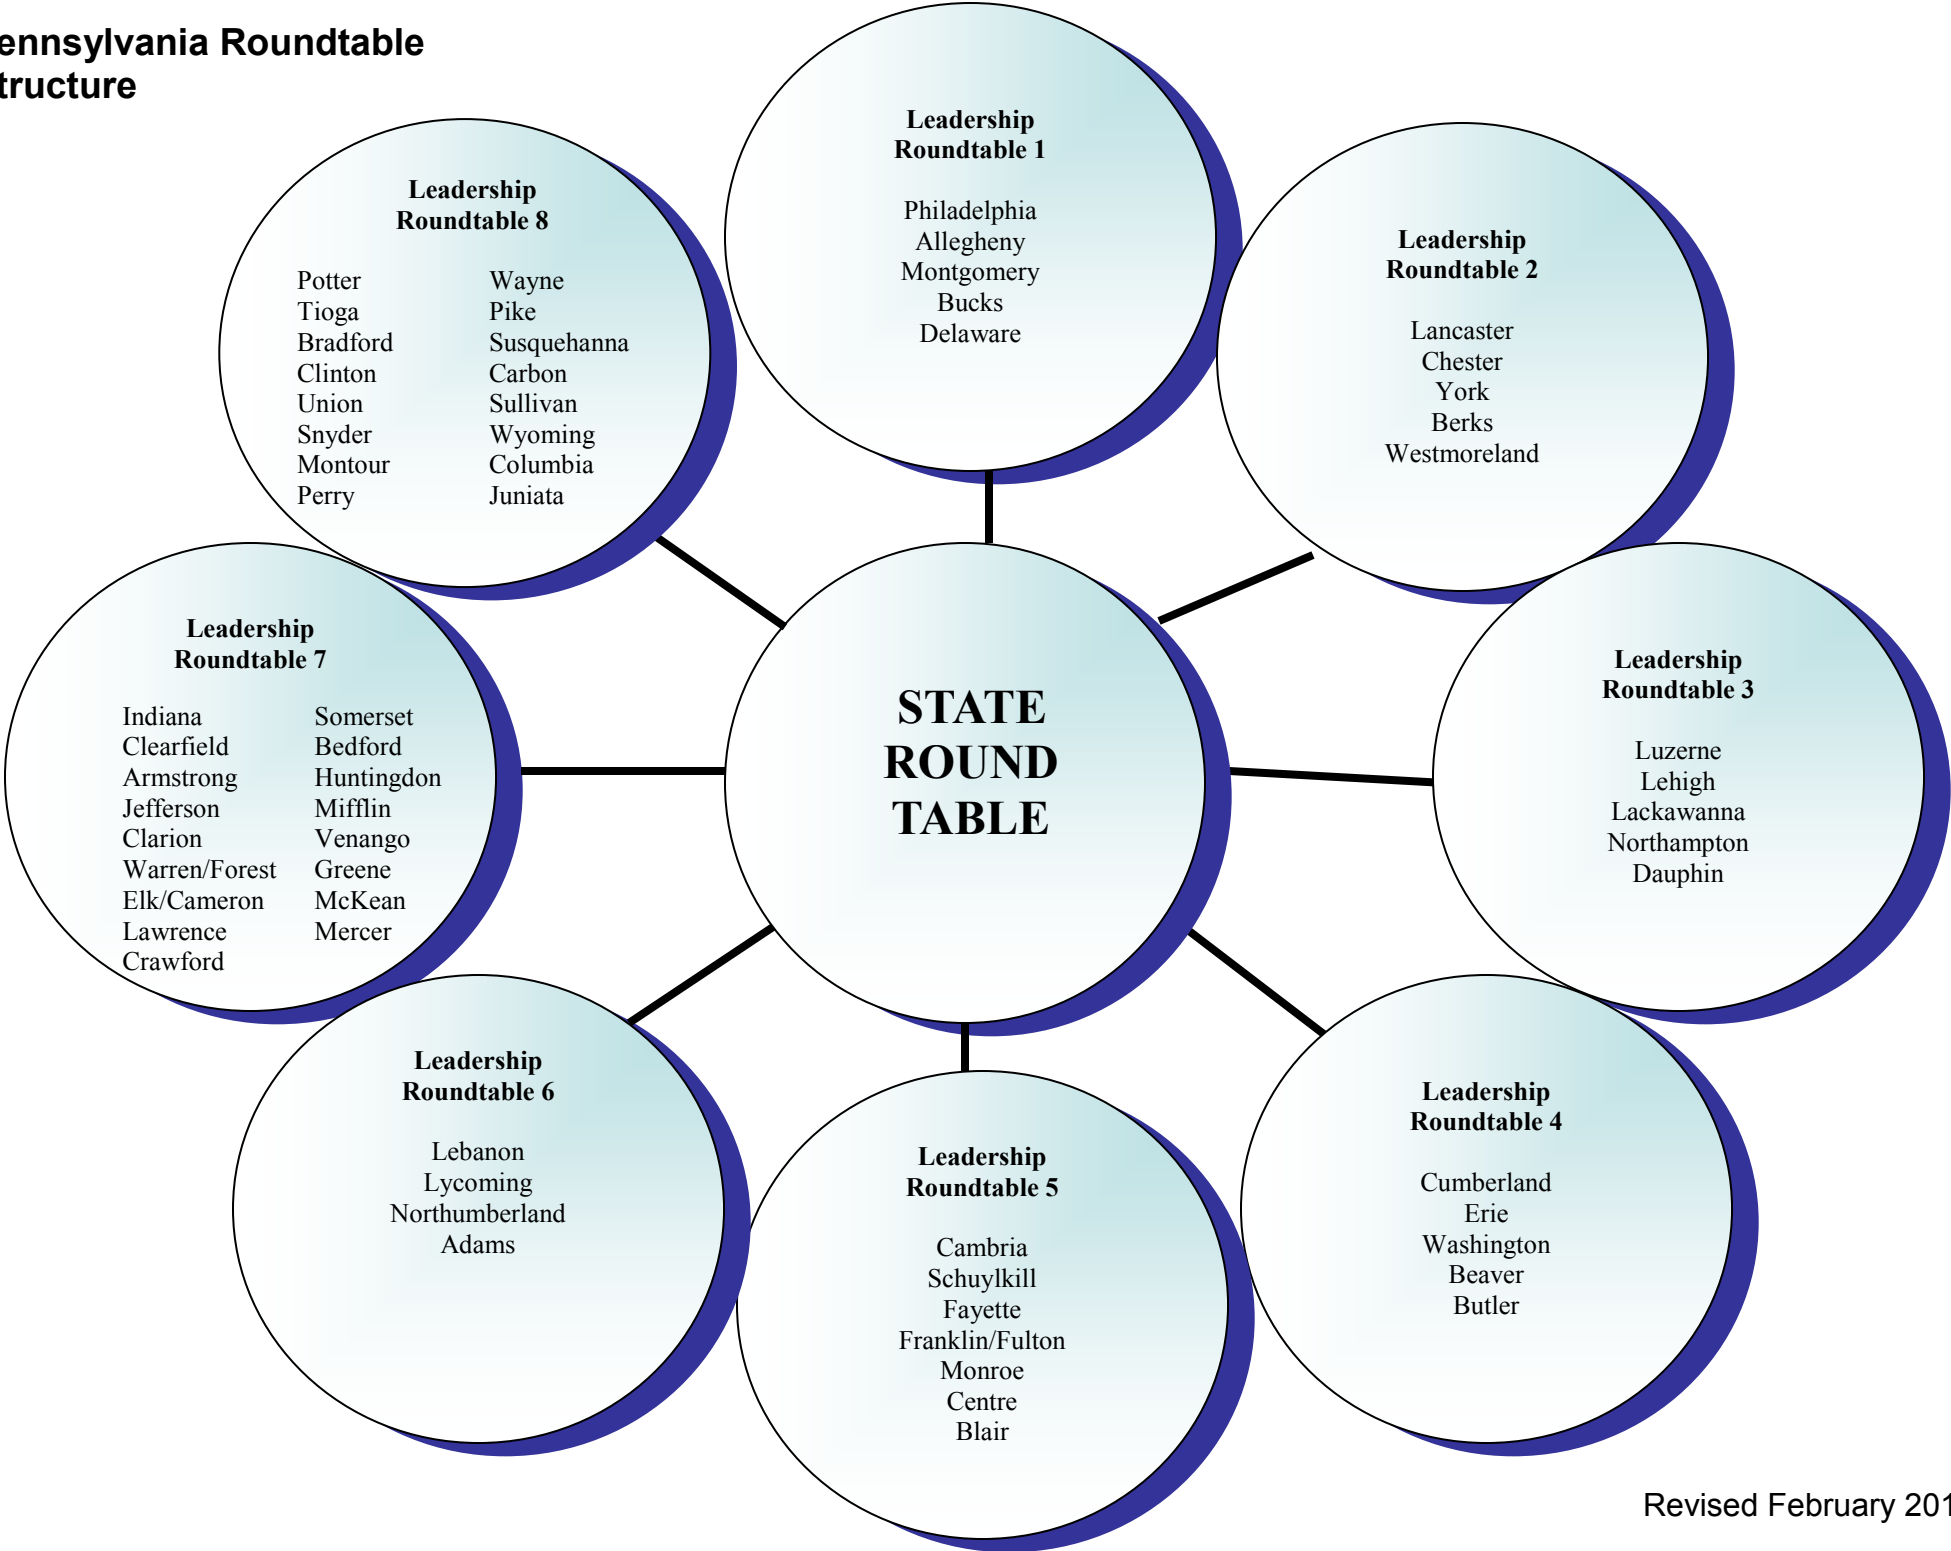 ennsylvania Roundtable
tructure
Leadership
Roundtable 1
Philadelphia
Allegheny
Montgomery
Bucks
Delaware
Leadership
Roundtable 2
Lancaster
Chester
York
Berks
Westmoreland
Leadership
Roundtable 3
Luzerne
Lehigh
Lackawanna
Northampton
Dauphin
Leadership
Roundtable 4
Cumberland
Erie
Washington
Beaver
Butler
Leadership
Roundtable 5
Cambria
Schuylkill
Fayette
Franklin/Fulton
Monroe
Centre
Blair
Leadership
Roundtable 6
Lebanon
Lycoming
Northumberland
Adams
Leadership
Roundtable 7
Indiana Somerset
Clearfield Bedford
Armstrong Huntingdon
Jefferson Mifflin
Clarion Venango
Warren/Forest Greene
Elk/Cameron McKean
Lawrence Mercer
Crawford
Leadership
Roundtable 8
Potter Wayne
Tioga Pike
Bradford Susquehanna
Clinton Carbon
Union Sullivan
Snyder Wyoming
Montour Columbia
Perry Juniata
STATE
ROUND
TABLE
Revised February 201